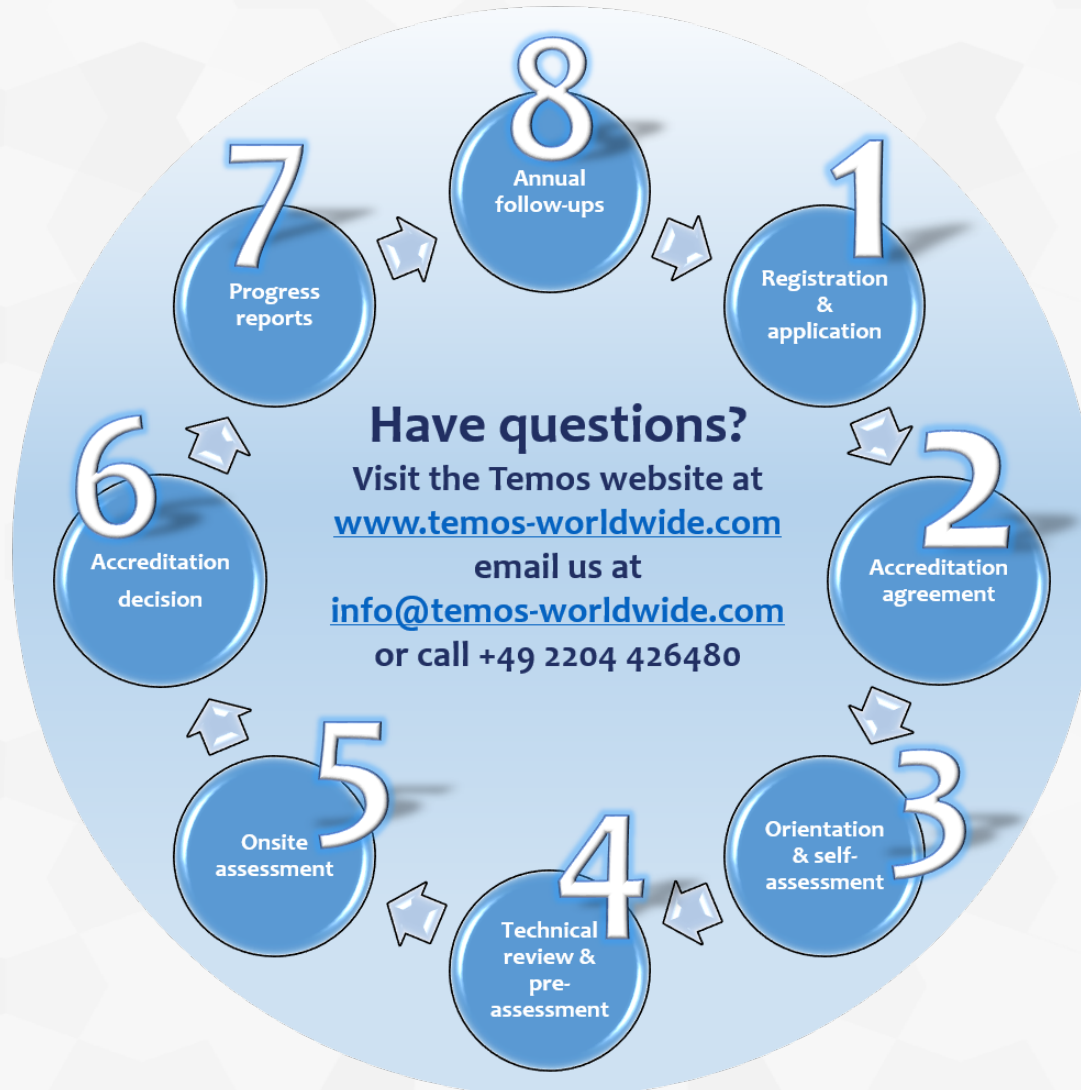 8
Annual
follow-ups
1
Registration
&
application
2
Accreditation
agreement
3
Orientation
& self-
assessment
4
Technical
review &
pre-
assessment
5
Onsite
assessment
6
Accreditation
decision
7
Progress
reports
Have questions?
Visit the Temos website at
www.temos-worldwide.com
email us at
info@temos-worldwide.com
or call +49 2204 426480